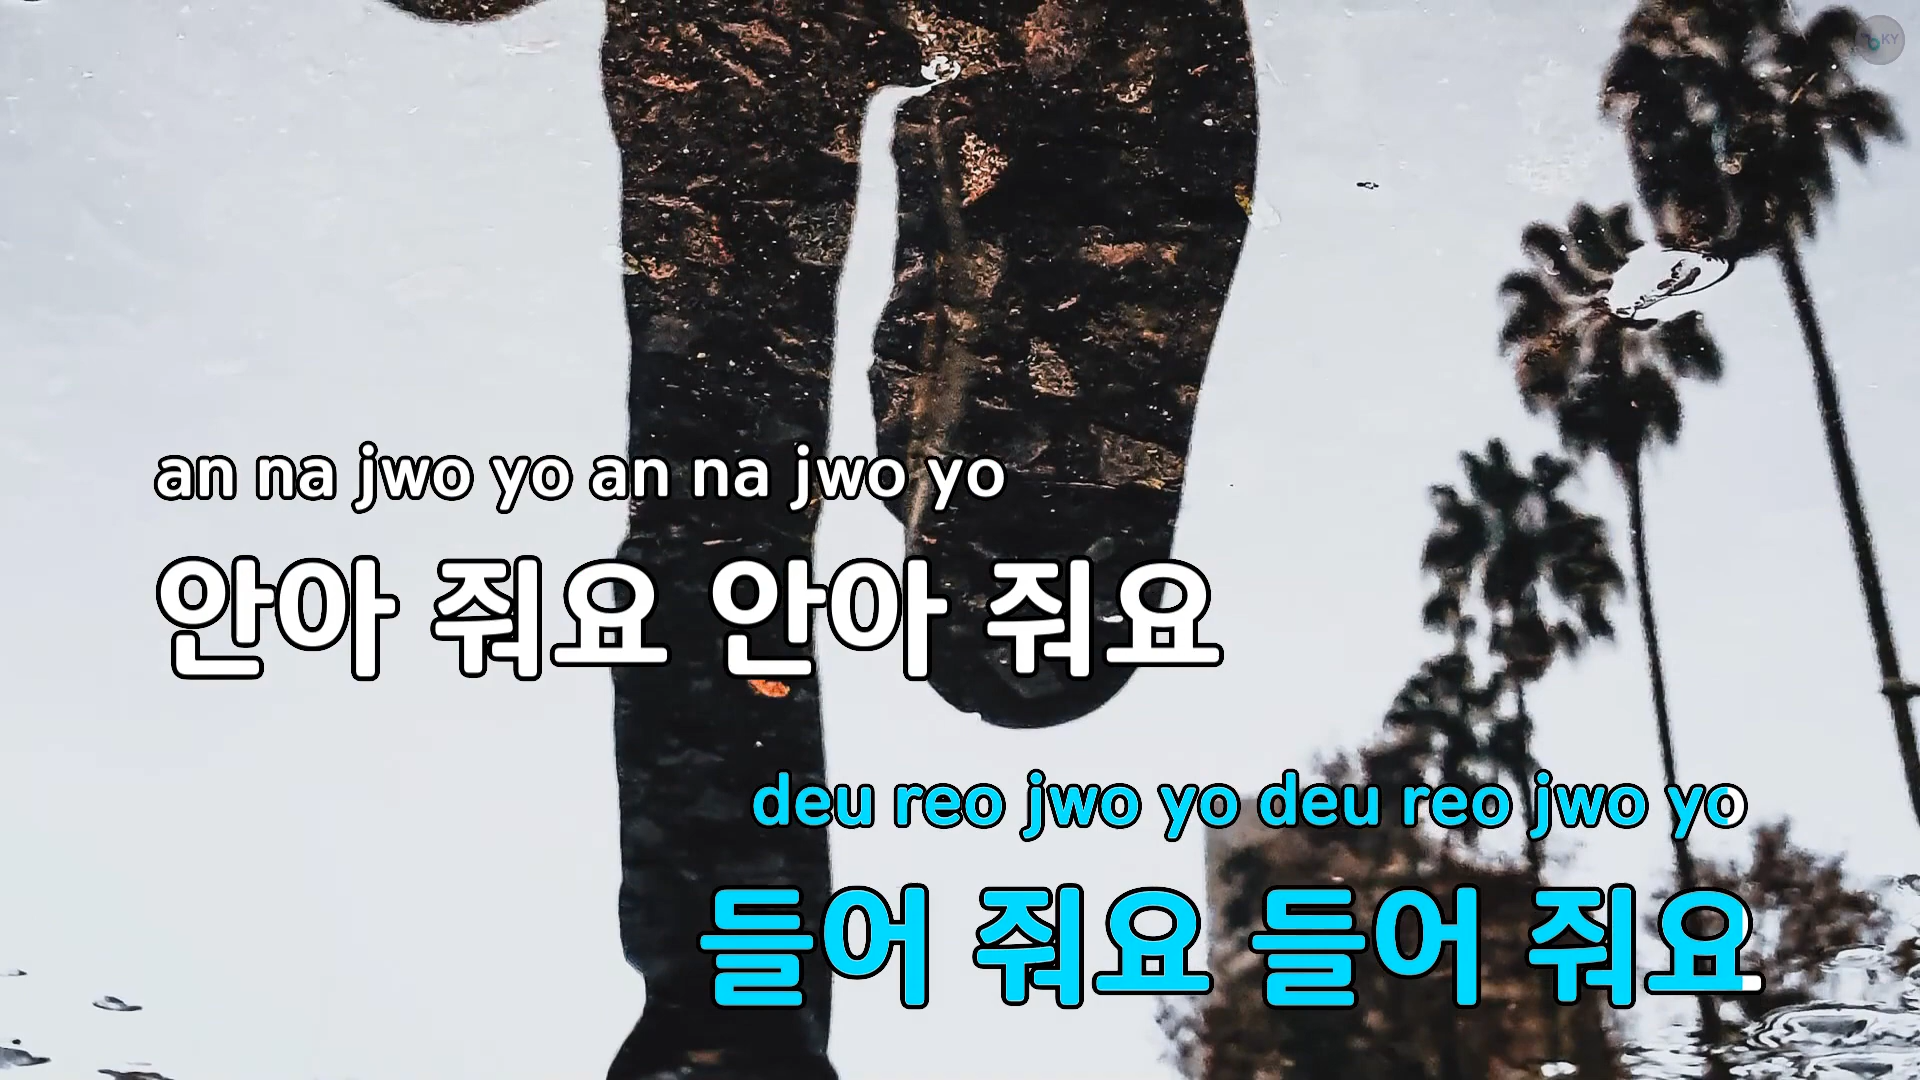 KY
an na jwo yo an na jwo yo
안아 줘요 안아 줘요
deu reo jwo yo deu reo jwo yo
들어 줘요 들어 줘요